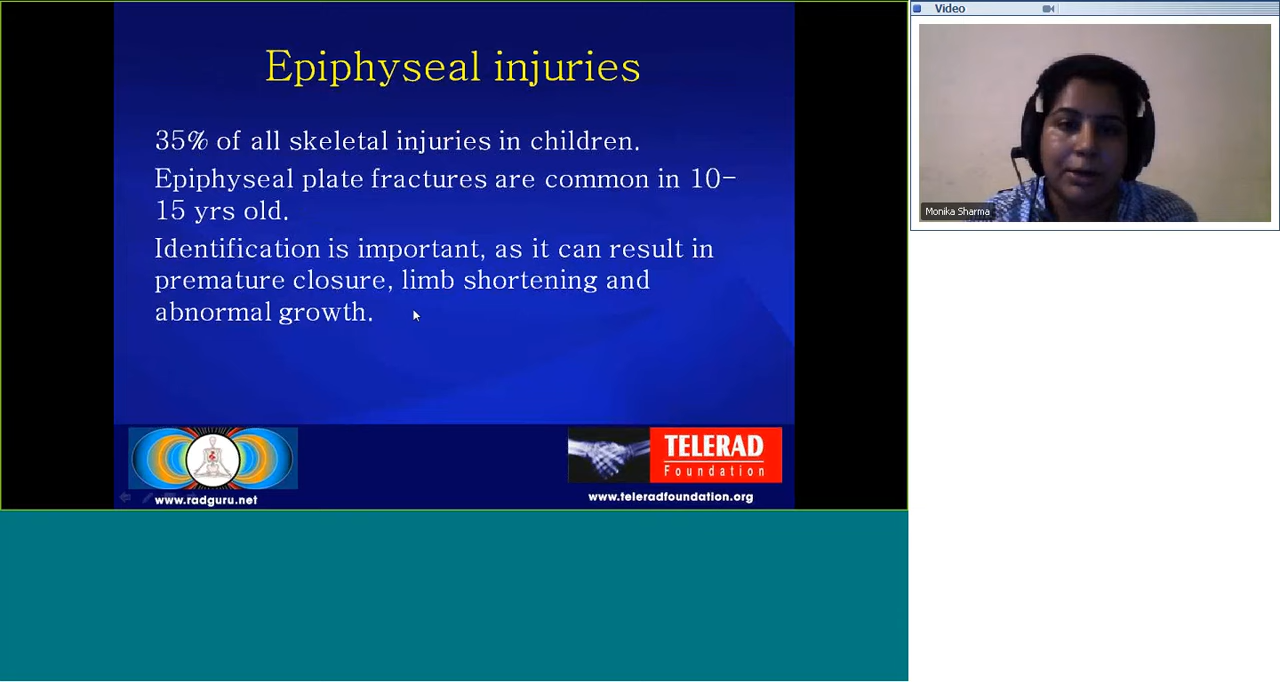 Epiphyseal injuries
35% of all skeletal injuries in children.
Epiphyseal plate fractures are common in 10-
15 yrs old.
Identification is important, as it can result in
premature closure, limb shortening and
abnormal growth.
www.radguru.net
TELERAD
Foundation
www.teleradfoundation.org
Video
Monika Sharma